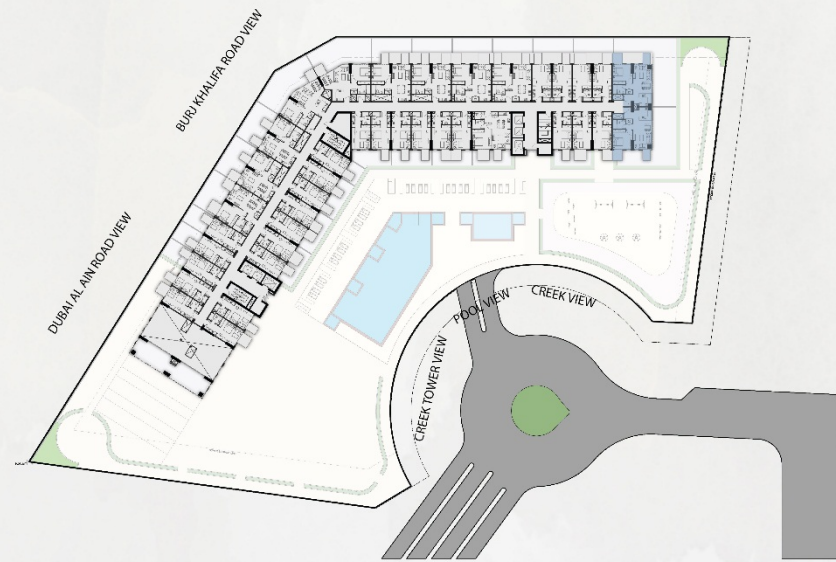 BURJ KHALIFA ROAD VIEW
DUBAI AL AIN ROAD VIEW
POOL VIEW
CREEK VIEW
CREEK TOWER VIEW